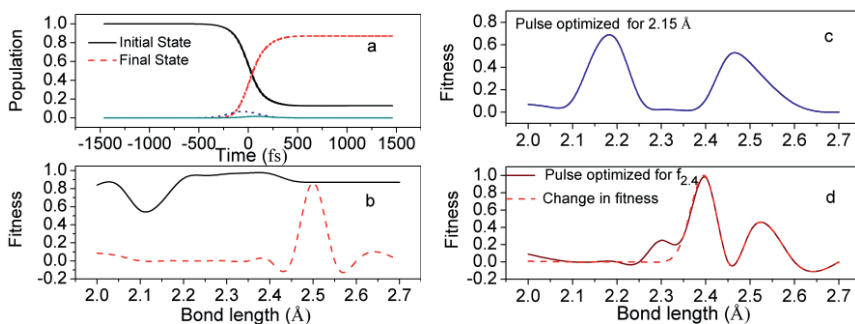 Population
1.0
0.8
0.6
0.4
0.2
0.0
Initial State
Final State
a
-1500 -1000 -500 0 500 1000 1500
Time (fs)
Fitness
1.0
0.8
0.6
0.4
0.2
0.0
-0.2
b
2.0 2.1 2.2 2.3 2.4 2.5 2.6 2.7
Bond length (Å)
Fitness
0.8
0.4
0.0
Pulse optimized for 2.15 Å
c
2.0 2.1 2.2 2.3 2.4 2.5 2.6 2.7
Fitness
1.0
0.8
0.6
0.4
0.2
0.0
-0.2
Pulse optimized for f2.4
Change in fitness
d
2.0 2.1 2.2 2.3 2.4 2.5 2.6 2.7
Bond length (Å)